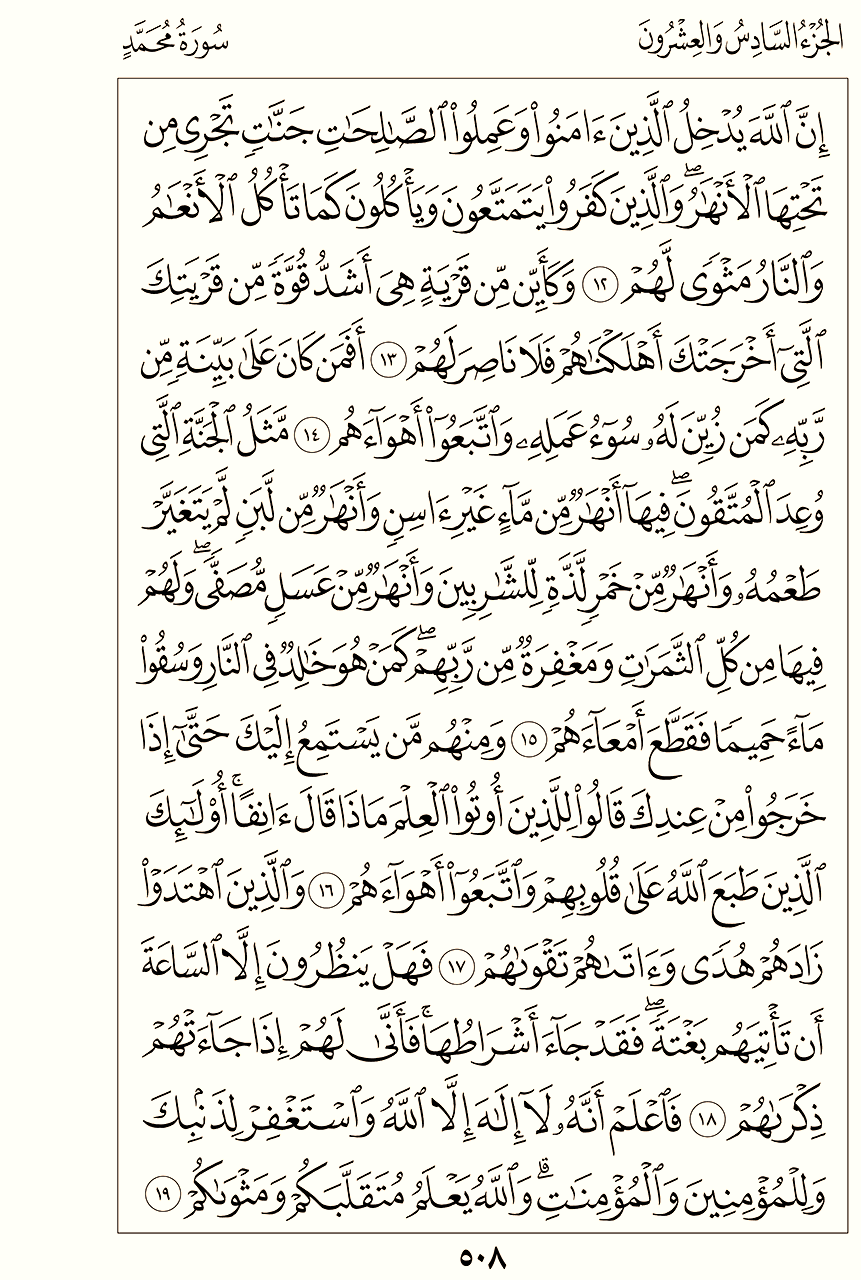 الجُزْءُ السَّادِسُ وَالعِشْرُونَ
سُورَةُ مُحَمَّدٍ
إِنَّ ٱللَّهَ يُدْخِلُ ٱلَّذِينَ ءَامَنُوا۟ وَعَمِلُوا۟ ٱلصَّـٰلِحَـٰتِ جَنَّـٰتٍ تَجْرِى مِن
تَحْتِهَا ٱلْأَنْهَـٰرُ ۖ وَٱلَّذِينَ كَفَرُوا۟ يَتَمَتَّعُونَ وَيَأْكُلُونَ كَمَا تَأْكُلُ ٱلْأَنْعَـٰمُ
وَٱلنَّارُ مَثْوًى لَّهُمْ ١٢ وَكَأَيِّن مِّن قَرْيَةٍ هِىَ أَشَدُّ قُوَّةً مِّن قَرْيَتِكَ
ٱلَّتِىٓ أَخْرَجَتْكَ أَهْلَكْنَـٰهُمْ فَلَا نَاصِرَ لَهُمْ ١٣ أَفَمَن كَانَ عَلَىٰ بَيِّنَةٍ مِّن
رَّبِّهِۦ كَمَن زُيِّنَ لَهُۥ سُوٓءُ عَمَلِهِۦ وَٱتَّبَعُوٓا۟ أَهْوَآءَهُم ١٤ مَّثَلُ ٱلْجَنَّةِ ٱلَّتِى
وُعِدَ ٱلْمُتَّقُونَ ۖ فِيهَآ أَنْهَـٰرٌ مِّن مَّآءٍ غَيْرِ ءَاسِنٍ وَأَنْهَـٰرٌ مِّن لَّبَنٍ لَّمْ يَتَغَيَّرْ
طَعْمُهُۥ وَأَنْهَـٰرٌ مِّنْ خَمْرٍ لَّذَّةٍ لِّلشَّـٰرِبِينَ وَأَنْهَـٰرٌ مِّنْ عَسَلٍ مُّصَفًّى ۖ وَلَهُمْ
فِيهَا مِن كُلِّ ٱلثَّمَرَٰتِ وَمَغْفِرَةٌ مِّن رَّبِّهِمْ ۖ كَمَنْ هُوَ خَـٰلِدٌ فِى ٱلنَّارِ وَسُقُوا۟
مَآءً حَمِيمًا فَقَطَّعَ أَمْعَآءَهُمْ ١٥ وَمِنْهُم مَّن يَسْتَمِعُ إِلَيْكَ حَتَّىٰٓ إِذَا
خَرَجُوا۟ مِنْ عِندِكَ قَالُوا۟ لِلَّذِينَ أُوتُوا۟ ٱلْعِلْمَ مَاذَا قَالَ ءَانِفًا ۚ أُو۟لَـٰٓئِكَ
ٱلَّذِينَ طَبَعَ ٱللَّهُ عَلَىٰ قُلُوبِهِمْ وَٱتَّبَعُوٓا۟ أَهْوَآءَهُمْ ١٦ وَٱلَّذِينَ ٱهْتَدَوْا۟
زَادَهُمْ هُدًى وَءَاتَىٰهُمْ تَقْوَىٰهُمْ ١٧ فَهَلْ يَنظُرُونَ إِلَّا ٱلسَّاعَةَ
أَن تَأْتِيَهُم بَغْتَةً ۖ فَقَدْ جَآءَ أَشْرَاطُهَا ۚ فَأَنَّىٰ لَهُمْ إِذَا جَآءَتْهُمْ
ذِكْرَىٰهُمْ ١٨ فَٱعْلَمْ أَنَّهُۥ لَآ إِلَـٰهَ إِلَّا ٱللَّهُ وَٱسْتَغْفِرْ لِذَنۢبِكَ
وَلِلْمُؤْمِنِينَ وَٱلْمُؤْمِنَـٰتِ ۗ وَٱللَّهُ يَعْلَمُ مُتَقَلَّبَكُمْ وَمَثْوَىٰكُمْ ١٩
٥٠٨